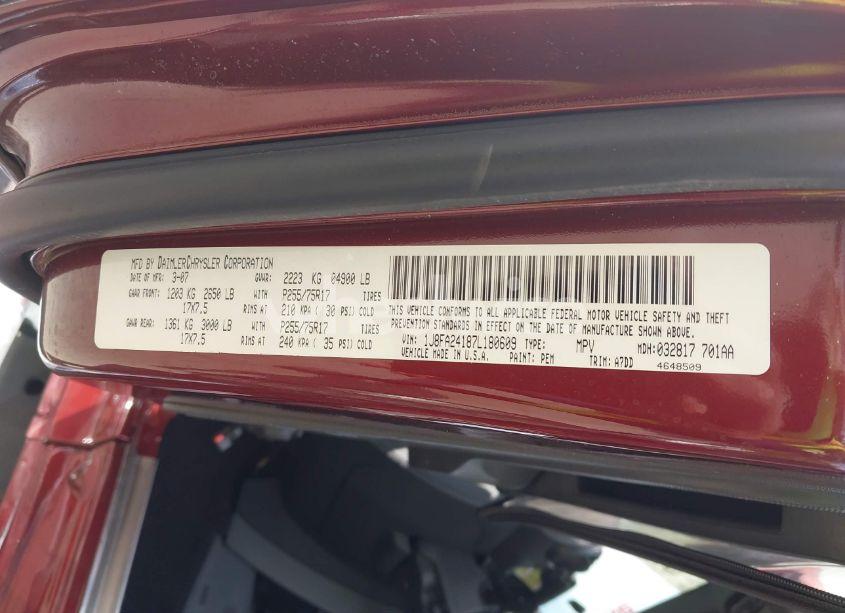 MFD BY DAIMLERCHRYSLER CORPORATION
DATE OF MFR: 3-07 GVWR: 2223 KG 04900 LB
GAWR FRONT: 1203 KG 2650 LB WITH P255/75R17 TIRES
17X7.5 RIMS AT 210 KPA ( 30 PSI) COLD
GAWR REAR: 1361 KG 3000 LB WITH P255/75R17 TIRES
17X7.5 RIMS AT 240 KPA ( 35 PSI) COLD
THIS VEHICLE CONFORMS TO ALL APPLICABLE FEDERAL MOTOR VEHICLE SAFETY AND THEFT
PREVENTION STANDARDS IN EFFECT ON THE DATE OF MANUFACTURE SHOWN ABOVE.
VIN: 1J8FA24187L180609 TYPE: MPV MDH: 032817 701AA
VEHICLE MADE IN U.S.A. PAINT: PEM TRIM: A7DD
4648509